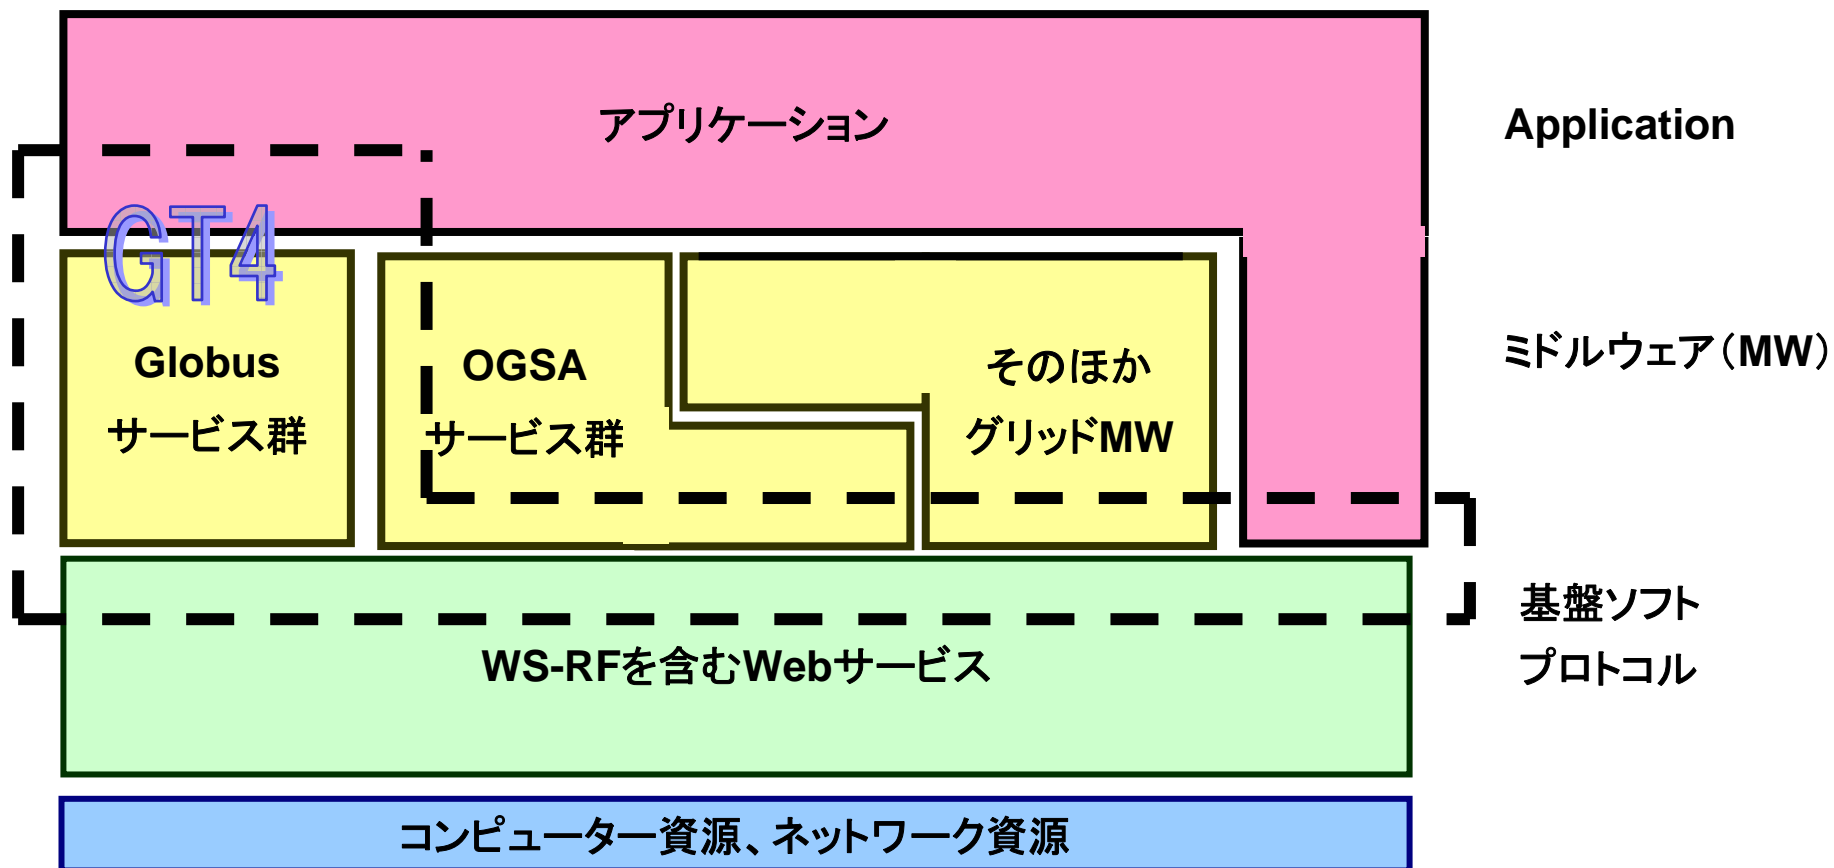 アプリケーション
Application
GT4
Globus
サービス群
OGSA
サービス群
そのほか
グリッドMW
ミドルウェア（MW）
基盤ソフト
プロトコル
WS-RFを含むWebサービス
コンピューター資源、ネットワーク資源